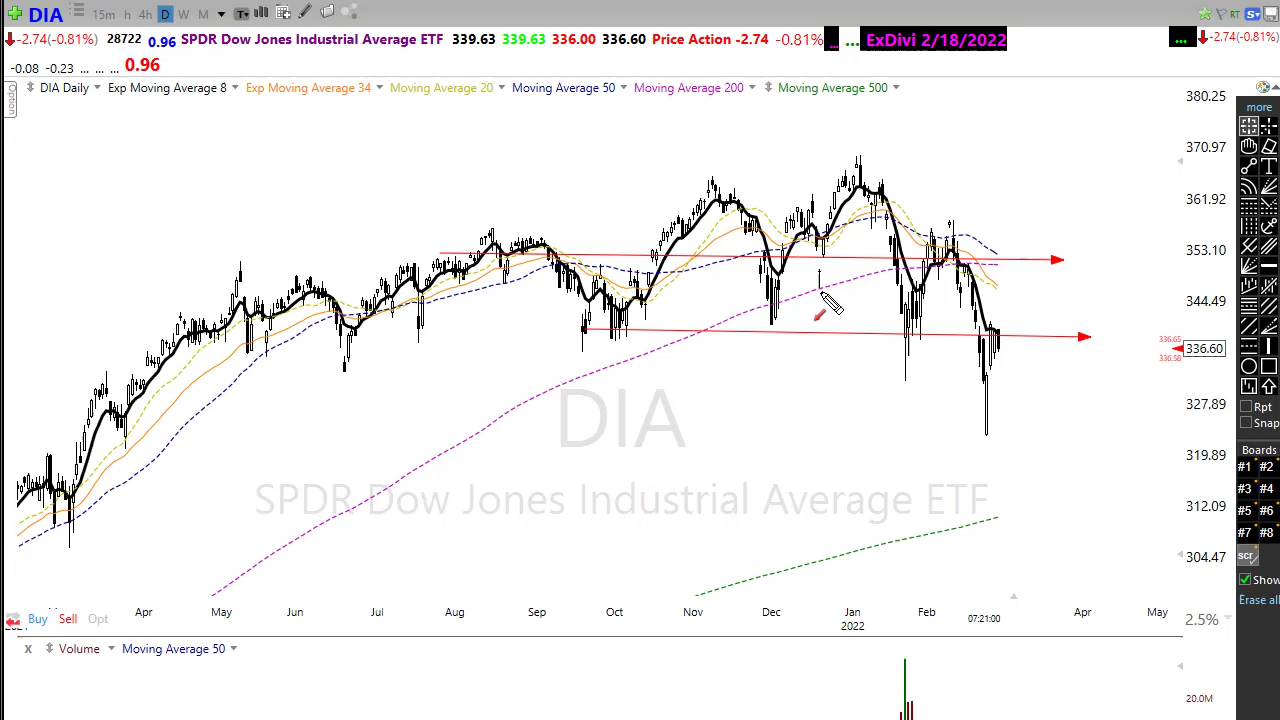 DIA 15m 4h D W M T RT S
-2.74(-0.81%) 28722 0.96 SPDR Dow Jones Industrial Average ETF 339.63 339.63 336.00 336.60 Price Action -2.74 -0.81% ... ... ExDivi 2/18/2022 ... -2.74(-0.81%)
-0.08 -0.23 ... ... 0.96
Option DIA Daily Exp Moving Average 8 Exp Moving Average 34 Moving Average 20 Moving Average 50 Moving Average 200 Moving Average 500
380.25
more
370.97
361.92
353.10
344.49
336.65
336.60
336.58
327.89
319.89
312.09
304.47
DIA
SPDR Dow Jones Industrial Average ETF
Rpt
Snap
Boards
#1 #2
#3 #4
#5 #6
#7 #8
scr
Show
Erase all
Apr May Jun Jul Aug Sep Oct Nov Dec Jan Feb Apr May
2022 07:21:00
Buy Sell Opt 2.5%
X Volume Moving Average 50
20.0M